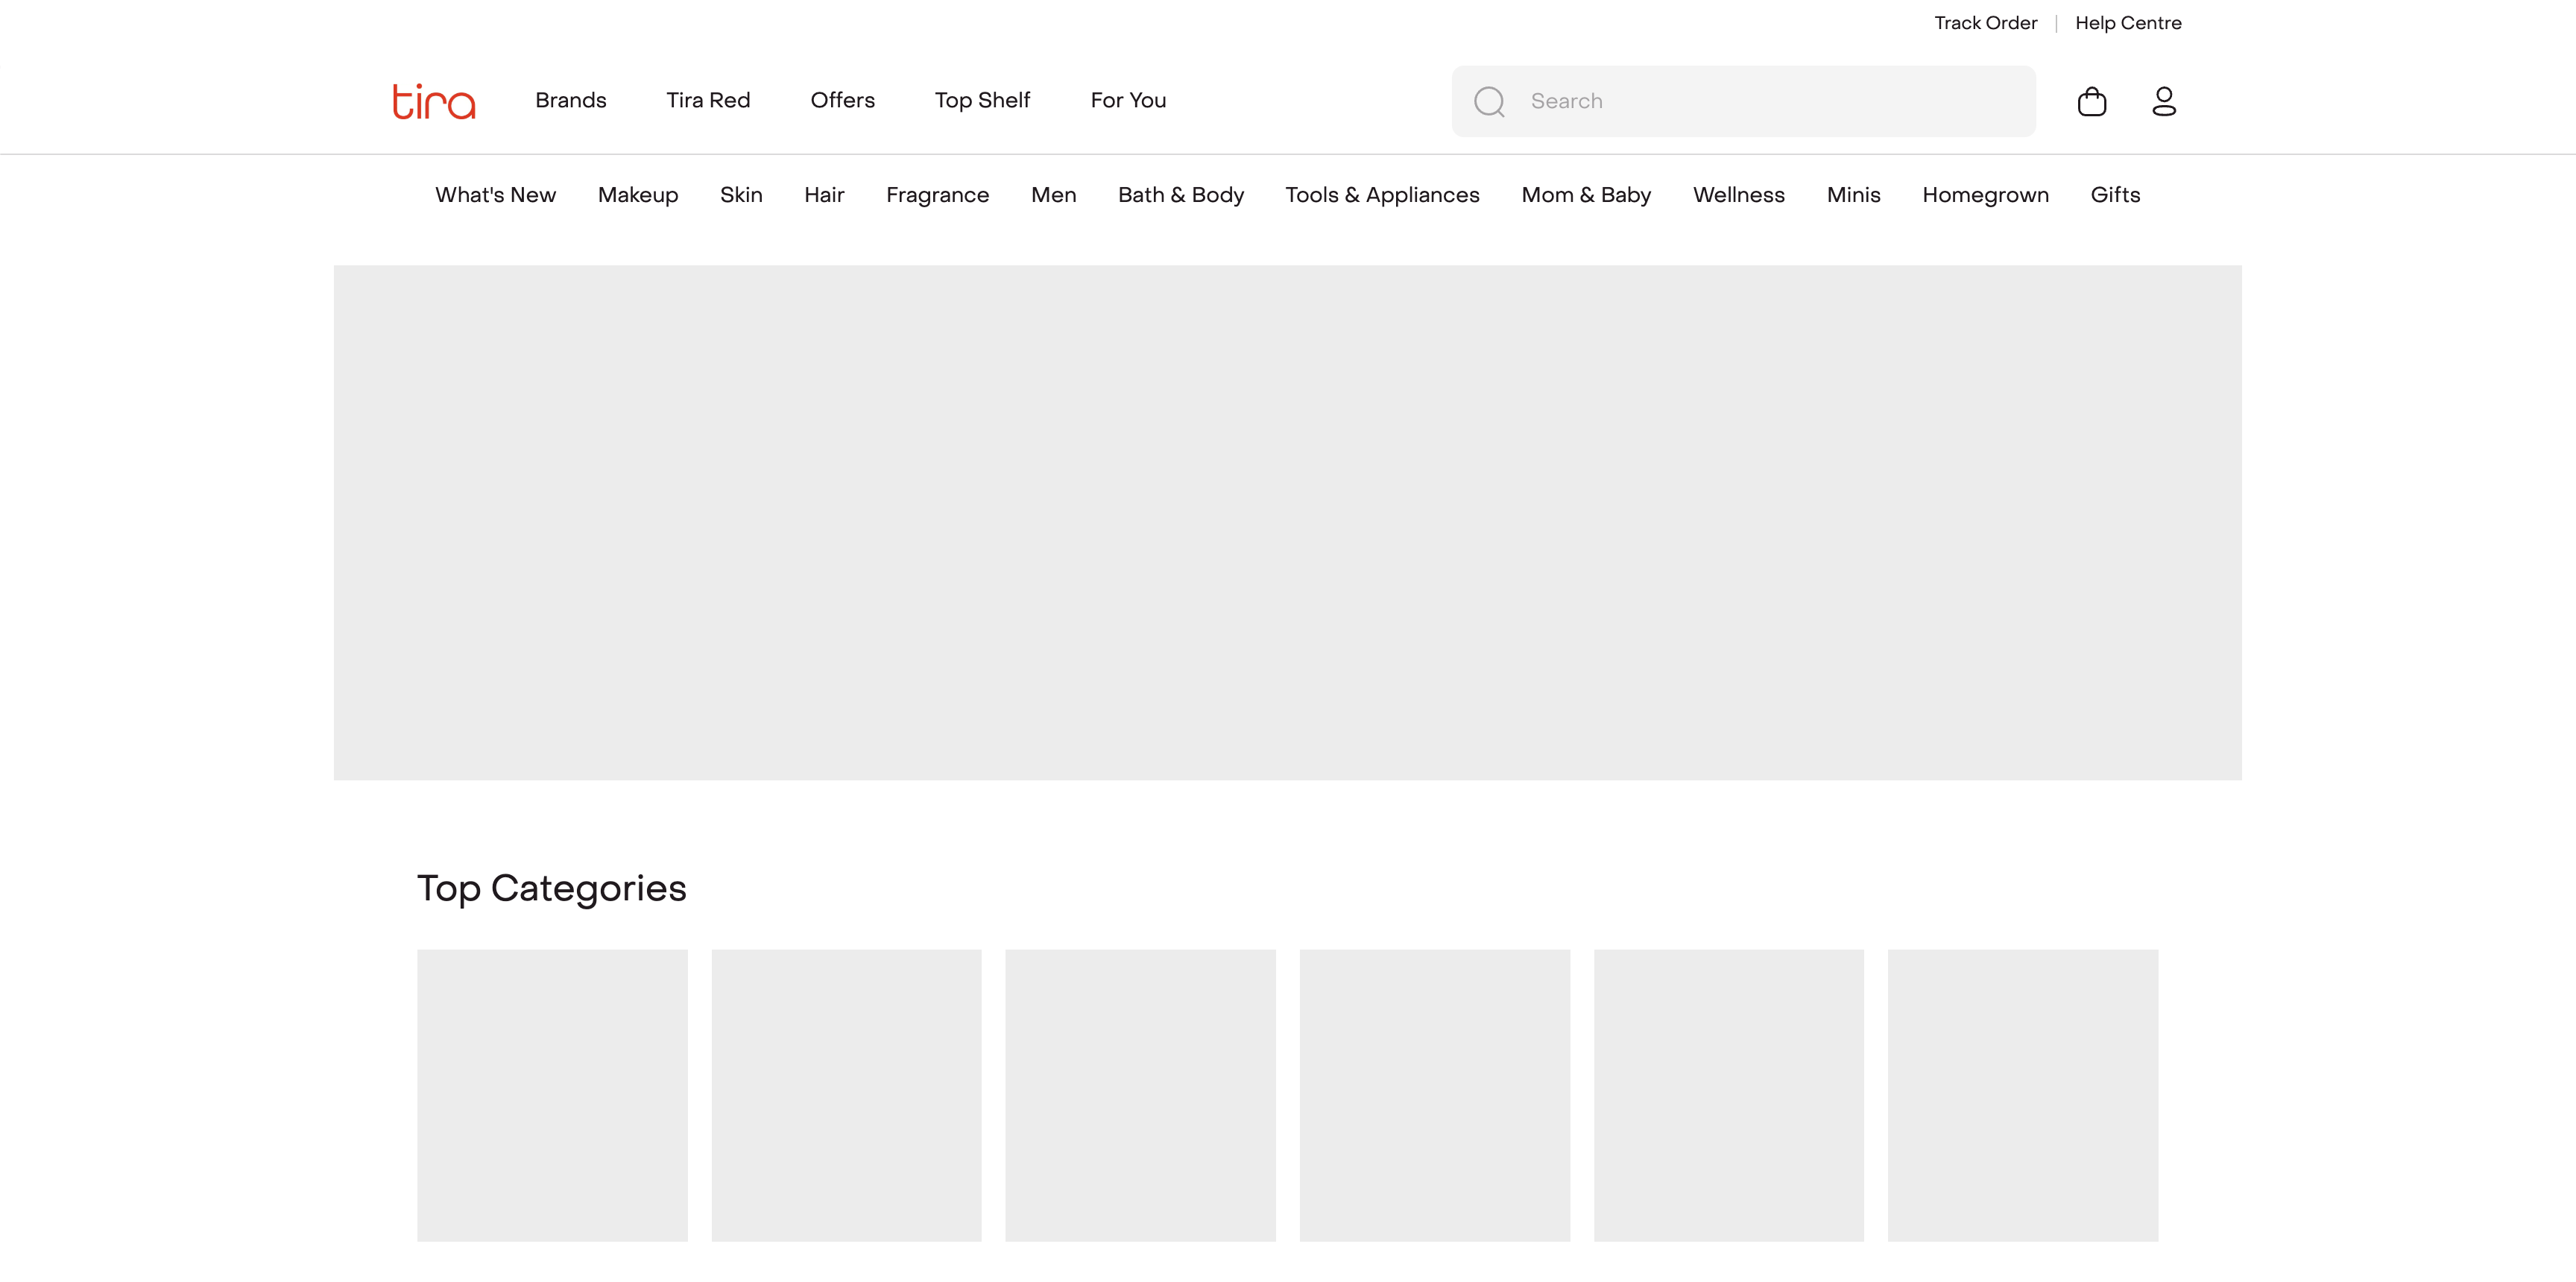 Track Order | Help Centre
tira Brands Tira Red Offers Top Shelf For You Search
What's New Makeup Skin Hair Fragrance Men Bath & Body Tools & Appliances Mom & Baby Wellness Minis Homegrown Gifts
Top Categories